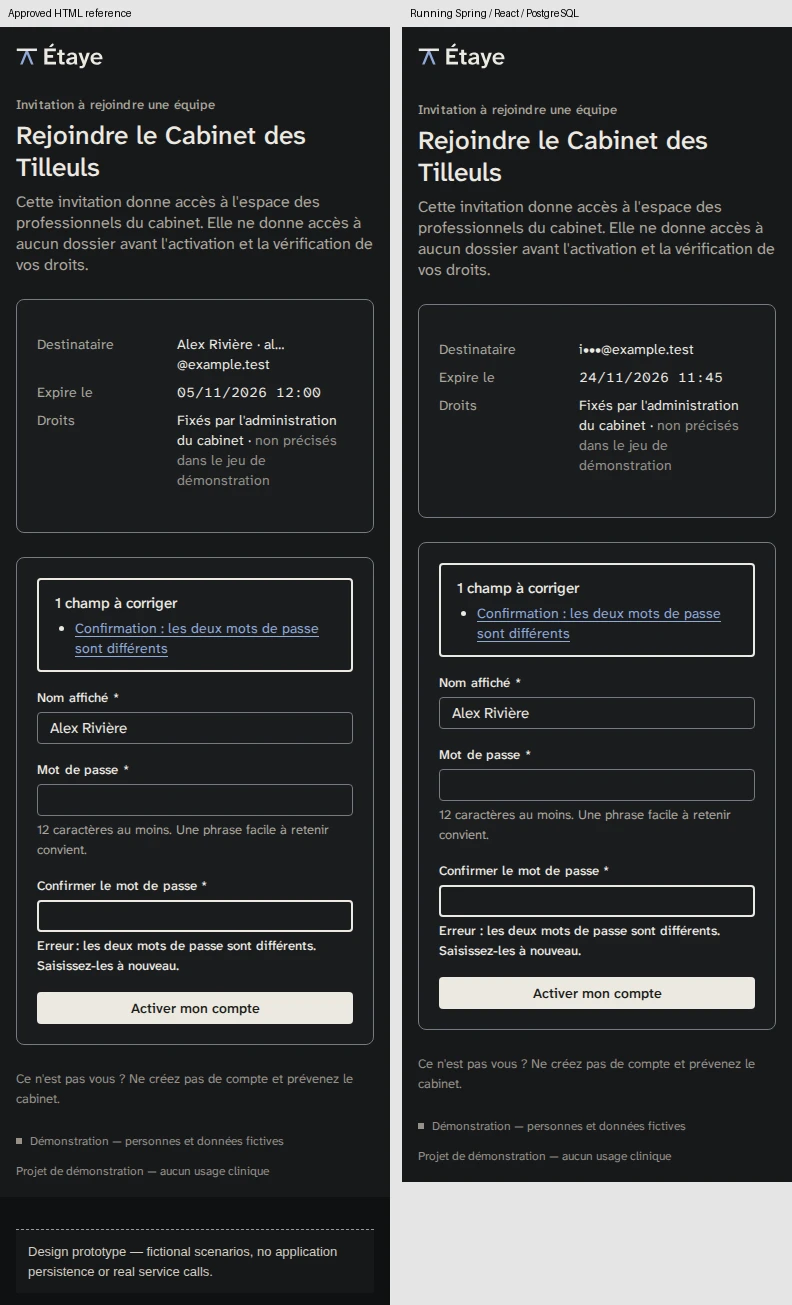 Approved HTML reference
Étaye
Invitation à rejoindre une équipe
Rejoindre le Cabinet des
Tilleuls
Cette invitation donne accès à l'espace des
professionnels du cabinet. Elle ne donne accès à
aucun dossier avant l'activation et la vérification de
vos droits.
Destinataire
Alex Rivière · al…
@example.test
Expire le
05/11/2026 12:00
Droits
Fixés par l'administration
du cabinet · non précisés
dans le jeu de
démonstration
1 champ à corriger
• Confirmation : les deux mots de passe
sont différents
Nom affiché *
Alex Rivière
Mot de passe *
12 caractères au moins. Une phrase facile à retenir
convient.
Confirmer le mot de passe *
Erreur : les deux mots de passe sont différents.
Saisissez-les à nouveau.
Activer mon compte
Ce n'est pas vous ? Ne créez pas de compte et prévenez le
cabinet.
Démonstration — personnes et données fictives
Projet de démonstration — aucun usage clinique
Design prototype — fictional scenarios, no application
persistence or real service calls.
Running Spring / React / PostgreSQL
Étaye
Invitation à rejoindre une équipe
Rejoindre le Cabinet des
Tilleuls
Cette invitation donne accès à l'espace des
professionnels du cabinet. Elle ne donne accès à
aucun dossier avant l'activation et la vérification de
vos droits.
Destinataire
i•••@example.test
Expire le
24/11/2026 11:45
Droits
Fixés par l'administration
du cabinet · non précisés
dans le jeu de
démonstration
1 champ à corriger
• Confirmation : les deux mots de passe
sont différents
Nom affiché *
Alex Rivière
Mot de passe *
12 caractères au moins. Une phrase facile à retenir
convient.
Confirmer le mot de passe *
Erreur : les deux mots de passe sont différents.
Saisissez-les à nouveau.
Activer mon compte
Ce n'est pas vous ? Ne créez pas de compte et prévenez le
cabinet.
Démonstration — personnes et données fictives
Projet de démonstration — aucun usage clinique